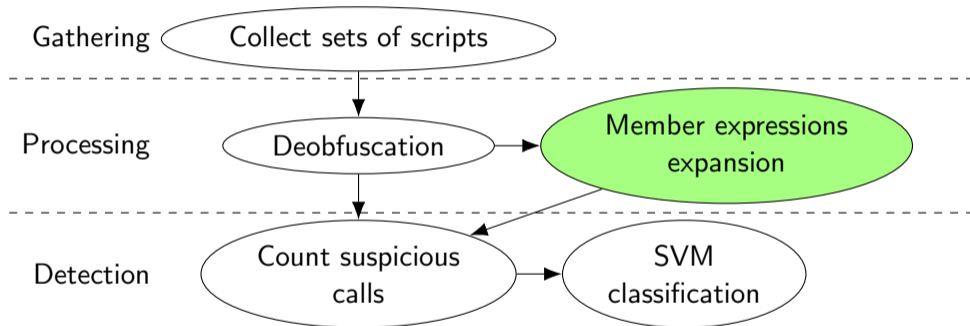 Gathering
Collect sets of scripts
Processing
Deobfuscation
Member expressions
expansion
Detection
Count suspicious
calls
SVM
classification